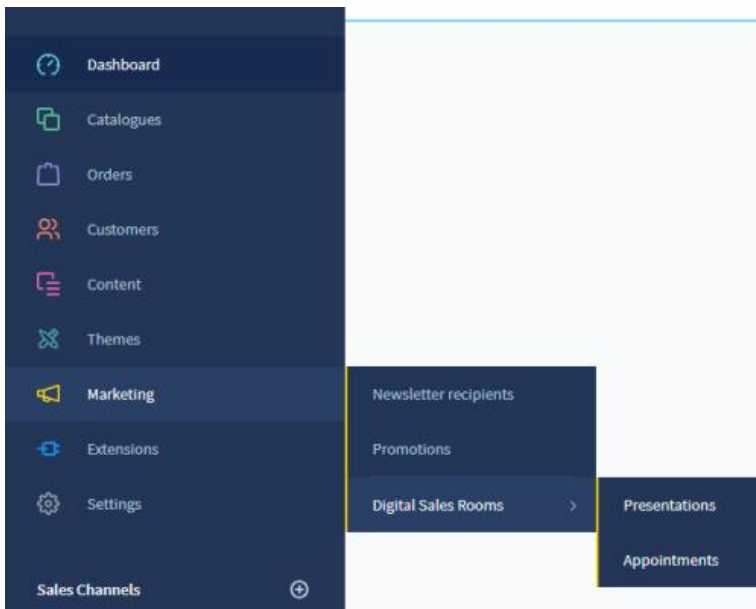 Dashboard
Catalogues
Orders
Customers
Content
Themes
Marketing
Newsletter recipients
Extensions
Promotions
Settings
Digital Sales Rooms
Presentations
Appointments
Sales Channels